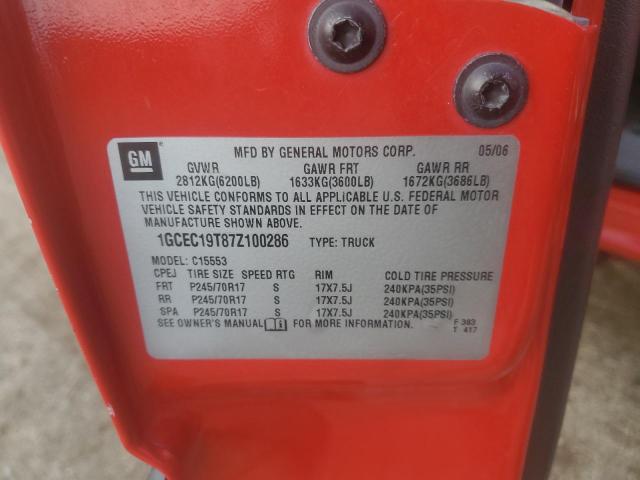 GM MFD BY GENERAL MOTORS CORP. 05/06
GVWR GAWR FRT GAWR RR
2812KG(6200LB) 1633KG(3600LB) 1672KG(3686LB)
THIS VEHICLE CONFORMS TO ALL APPLICABLE U.S. FEDERAL MOTOR
VEHICLE SAFETY STANDARDS IN EFFECT ON THE DATE OF
MANUFACTURE SHOWN ABOVE.
1GCEC19T87Z100286 TYPE: TRUCK
MODEL: C15553
CPEJ TIRE SIZE SPEED RTG RIM COLD TIRE PRESSURE
FRT P245/70R17 S 17X7.5J 240KPA(35PSI)
RR P245/70R17 S 17X7.5J 240KPA(35PSI)
SPA P245/70R17 S 17X7.5J 240KPA(35PSI)
SEE OWNER'S MANUAL FOR MORE INFORMATION. F 383
T 417